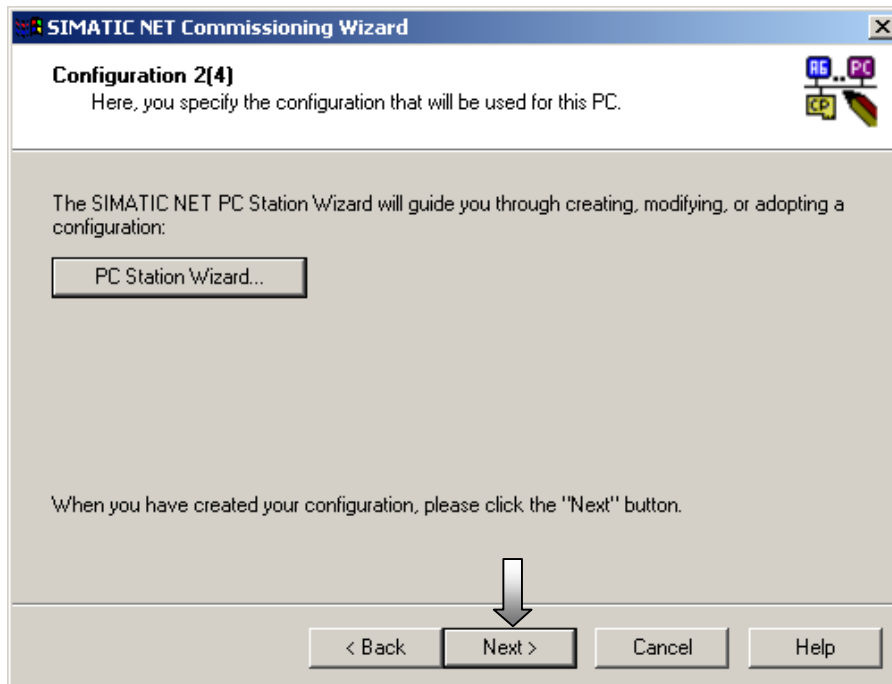 SIMATIC NET Commissioning Wizard
Configuration 2(4)
Here, you specify the configuration that will be used for this PC.
AG .. PC
CP
The SIMATIC NET PC Station Wizard will guide you through creating, modifying, or adopting a
configuration:
PC Station Wizard...
When you have created your configuration, please click the "Next" button.
< Back Next > Cancel Help